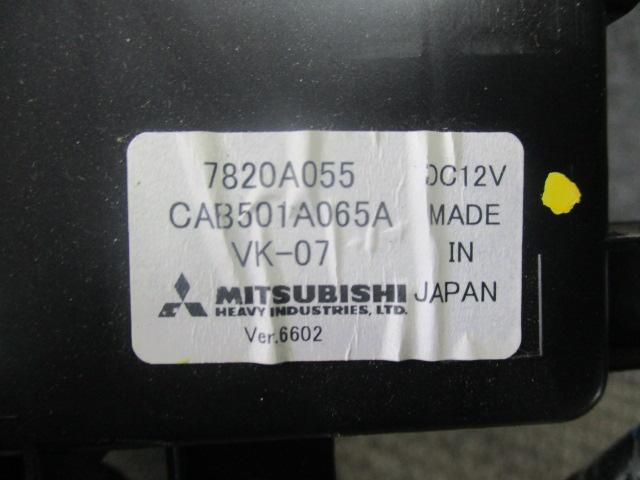 7820A055 DC12V
CAB501A065A MADE
VK-07 IN
MITSUBISHI JAPAN
HEAVY INDUSTRIES, LTD.
Ver.6602